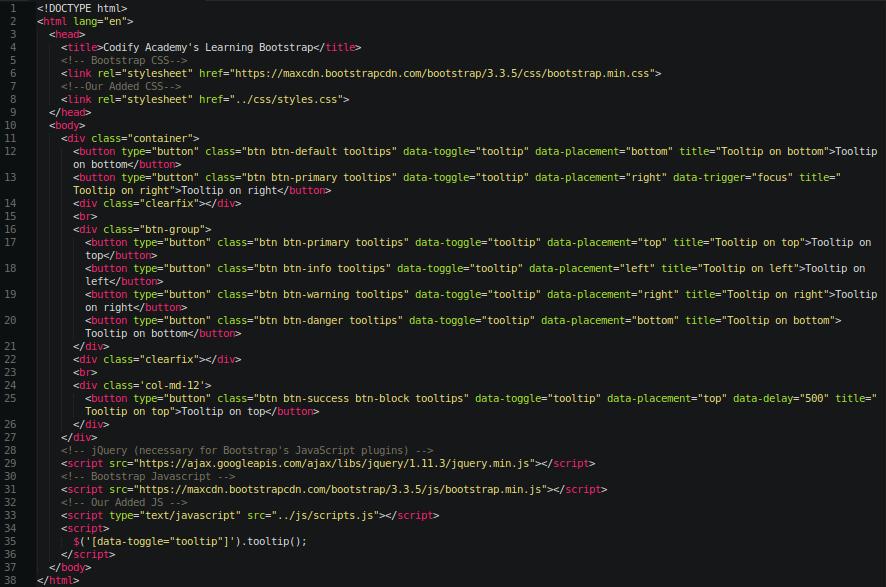 1 <!DOCTYPE html>
2 <html lang="en">
3 <head>
4 <title>Codify Academy's Learning Bootstrap</title>
5 <!-- Bootstrap CSS-->
6 <link rel="stylesheet" href="https://maxcdn.bootstrapcdn.com/bootstrap/3.3.5/css/bootstrap.min.css">
7 <!--Our Added CSS-->
8 <link rel="stylesheet" href="../css/styles.css">
9 </head>
10 <body>
11 <div class="container">
12 <button type="button" class="btn btn-default tooltips" data-toggle="tooltip" data-placement="bottom" title="Tooltip on bottom">Tooltip
on bottom</button>
13 <button type="button" class="btn btn-primary tooltips" data-toggle="tooltip" data-placement="right" data-trigger="focus" title="
Tooltip on right">Tooltip on right</button>
14 <div class="clearfix"></div>
15 <br>
16 <div class="btn-group">
17 <button type="button" class="btn btn-primary tooltips" data-toggle="tooltip" data-placement="top" title="Tooltip on top">Tooltip on
top</button>
18 <button type="button" class="btn btn-info tooltips" data-toggle="tooltip" data-placement="left" title="Tooltip on left">Tooltip on
left</button>
19 <button type="button" class="btn btn-warning tooltips" data-toggle="tooltip" data-placement="right" title="Tooltip on right">Tooltip
on right</button>
20 <button type="button" class="btn btn-danger tooltips" data-toggle="tooltip" data-placement="bottom" title="Tooltip on bottom">
Tooltip on bottom</button>
21 </div>
22 <div class="clearfix"></div>
23 <br>
24 <div class='col-md-12'>
25 <button type="button" class="btn btn-success btn-block tooltips" data-toggle="tooltip" data-placement="top" data-delay="500" title="
Tooltip on top">Tooltip on top</button>
26 </div>
27 </div>
28 <!-- jQuery (necessary for Bootstrap's JavaScript plugins) -->
29 <script src="https://ajax.googleapis.com/ajax/libs/jquery/1.11.3/jquery.min.js"></script>
30 <!-- Bootstrap Javascript -->
31 <script src="https://maxcdn.bootstrapcdn.com/bootstrap/3.3.5/js/bootstrap.min.js"></script>
32 <!-- Our Added JS -->
33 <script type="text/javascript" src="../js/scripts.js"></script>
34 <script>
35 $('[data-toggle="tooltip"]').tooltip();
36 </script>
37 </body>
38 </html>